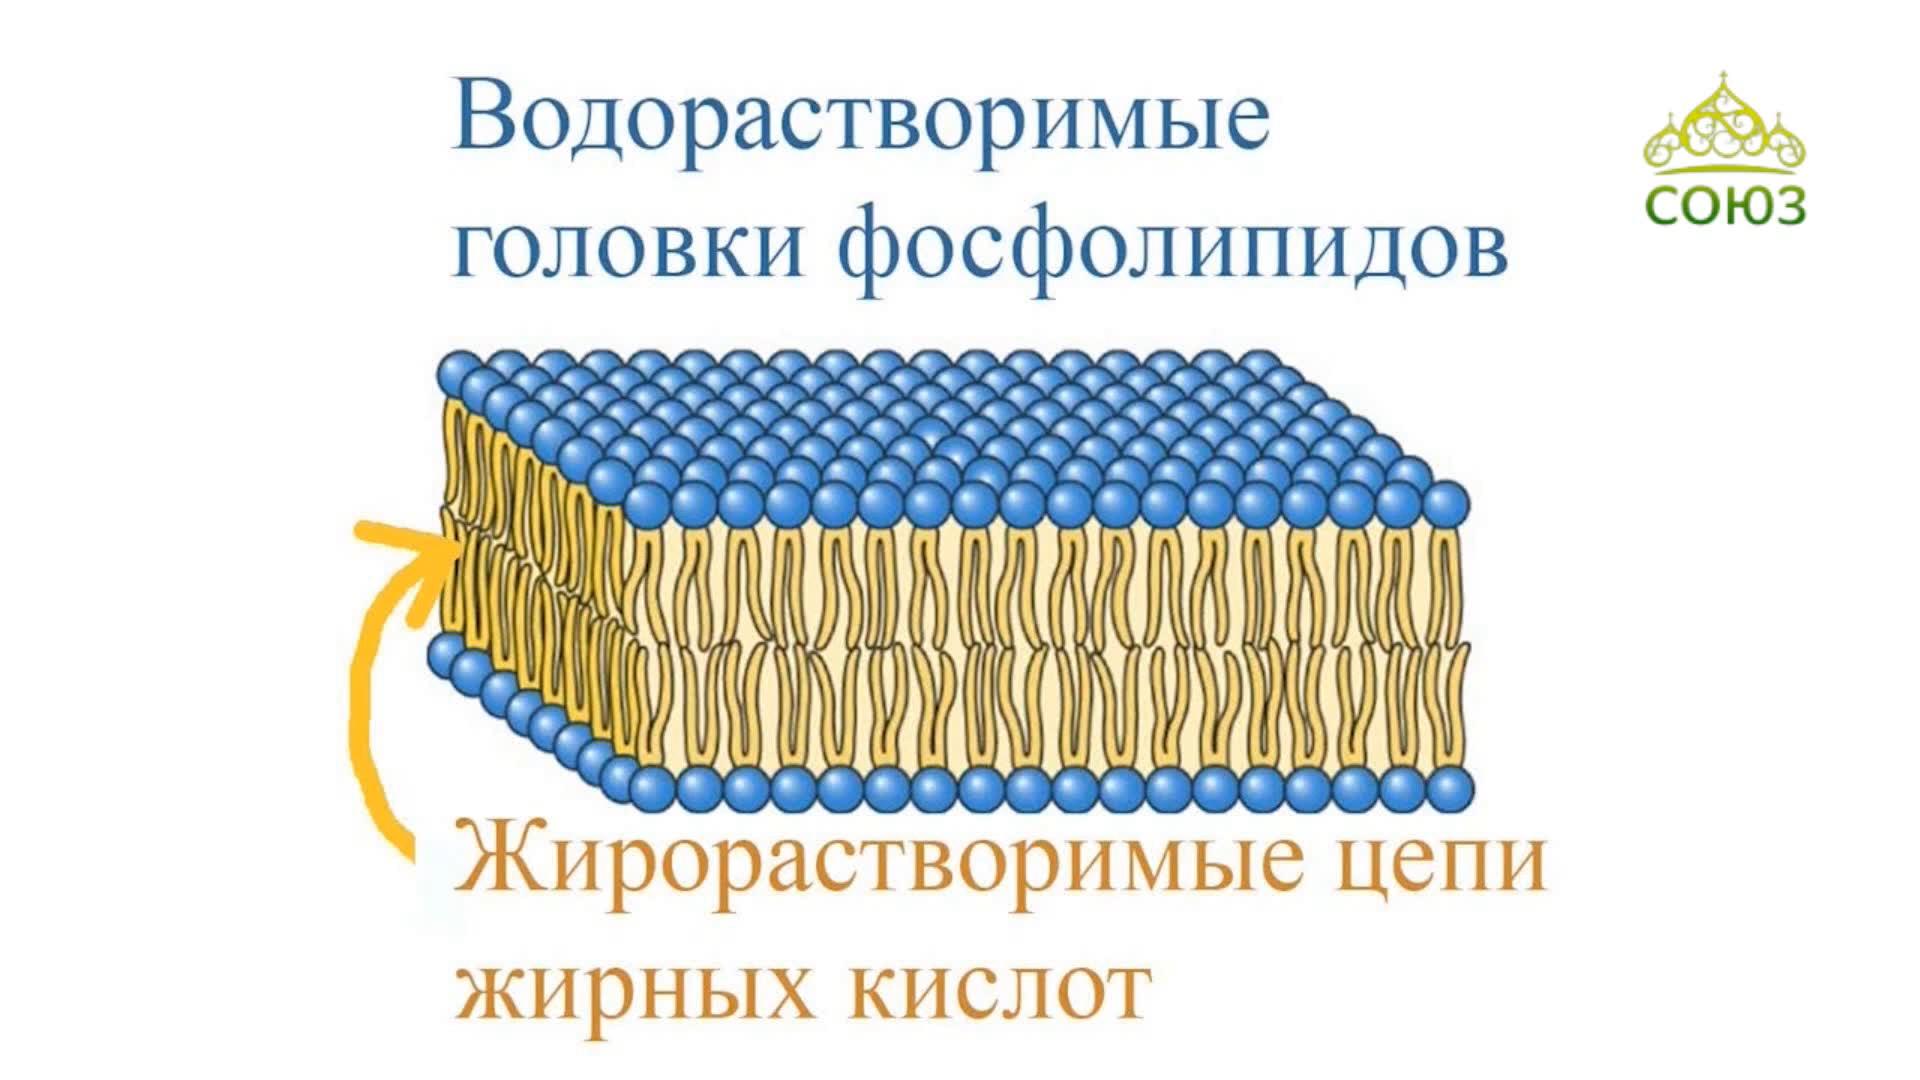 Водорастворимые
головки фосфолипидов
СОЮЗ
Жирорастворимые цепи
жирных кислот